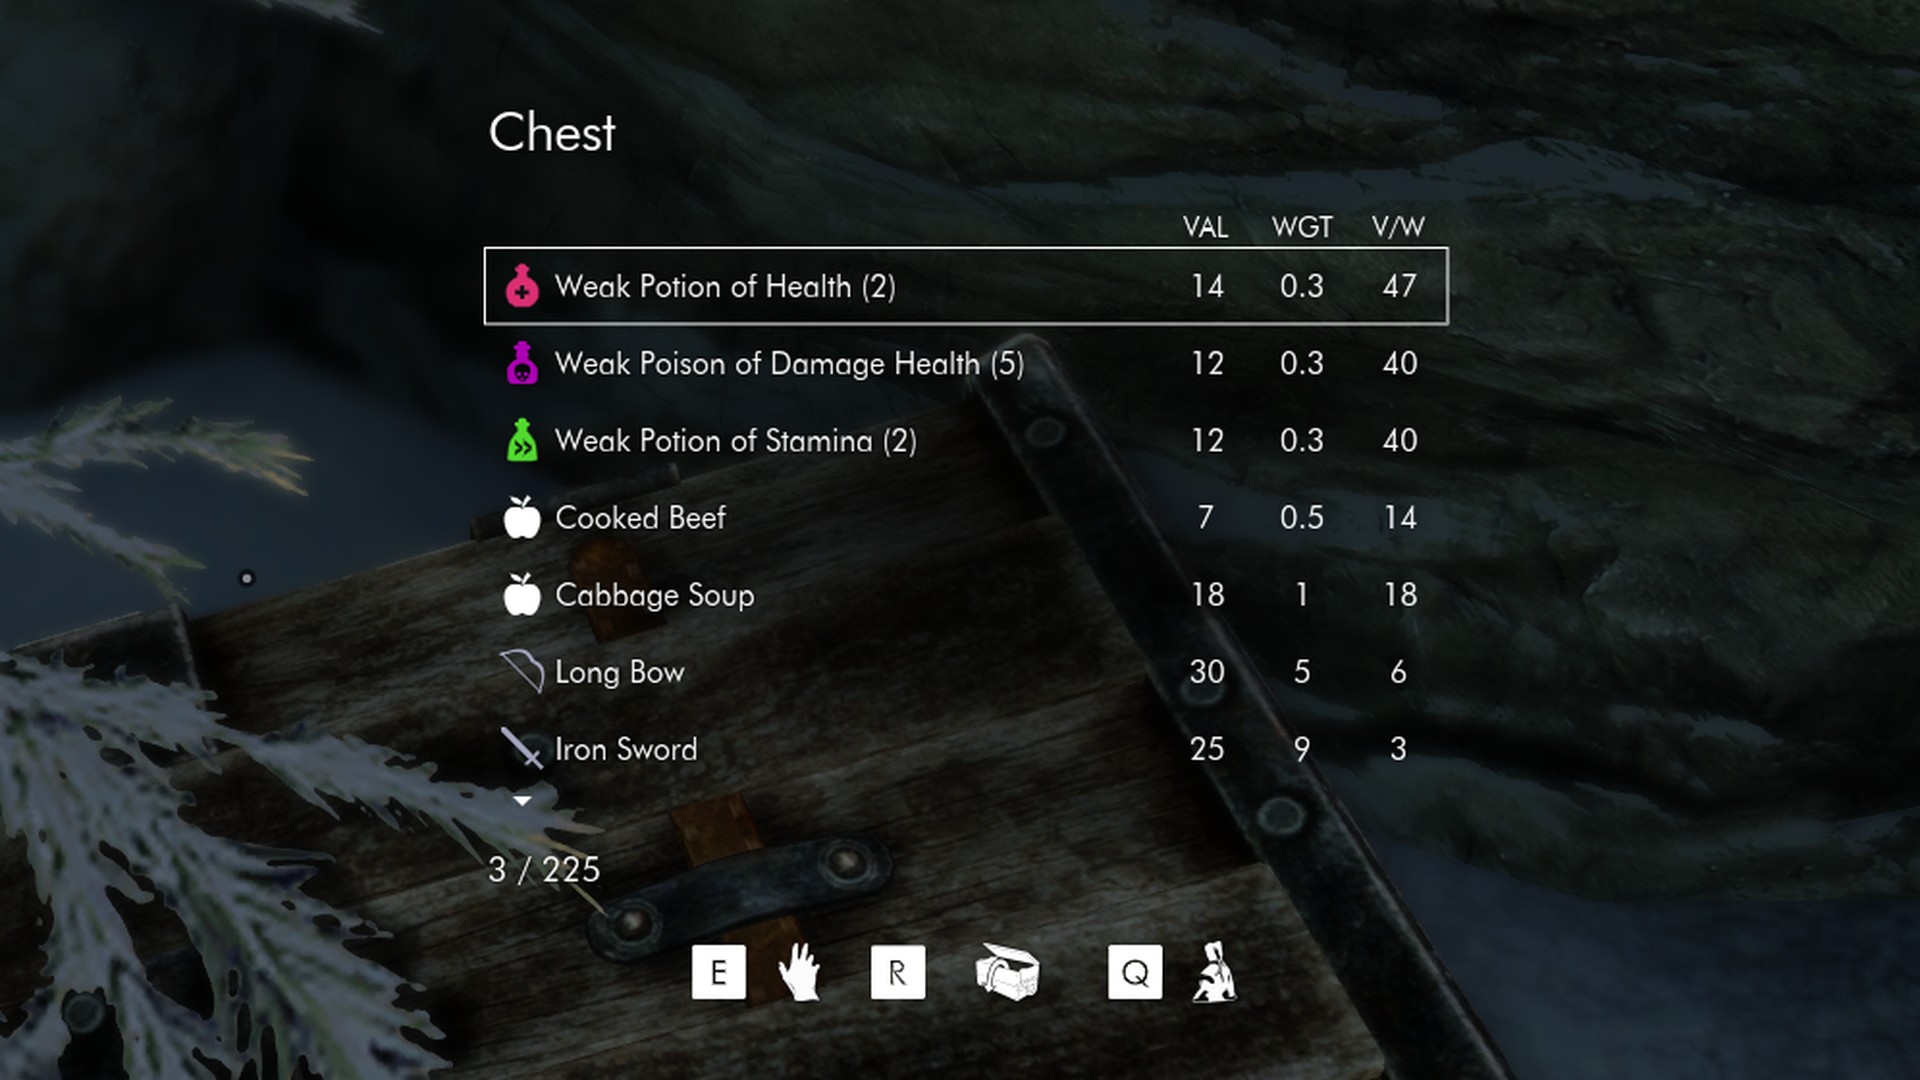 Chest
VAL WGT V/W
Weak Potion of Health (2) 14 0.3 47
Weak Poison of Damage Health (5) 12 0.3 40
Weak Potion of Stamina (2) 12 0.3 40
Cooked Beef 7 0.5 14
Cabbage Soup 18 1 18
Long Bow 30 5 6
Iron Sword 25 9 3
3 / 225
E R Q